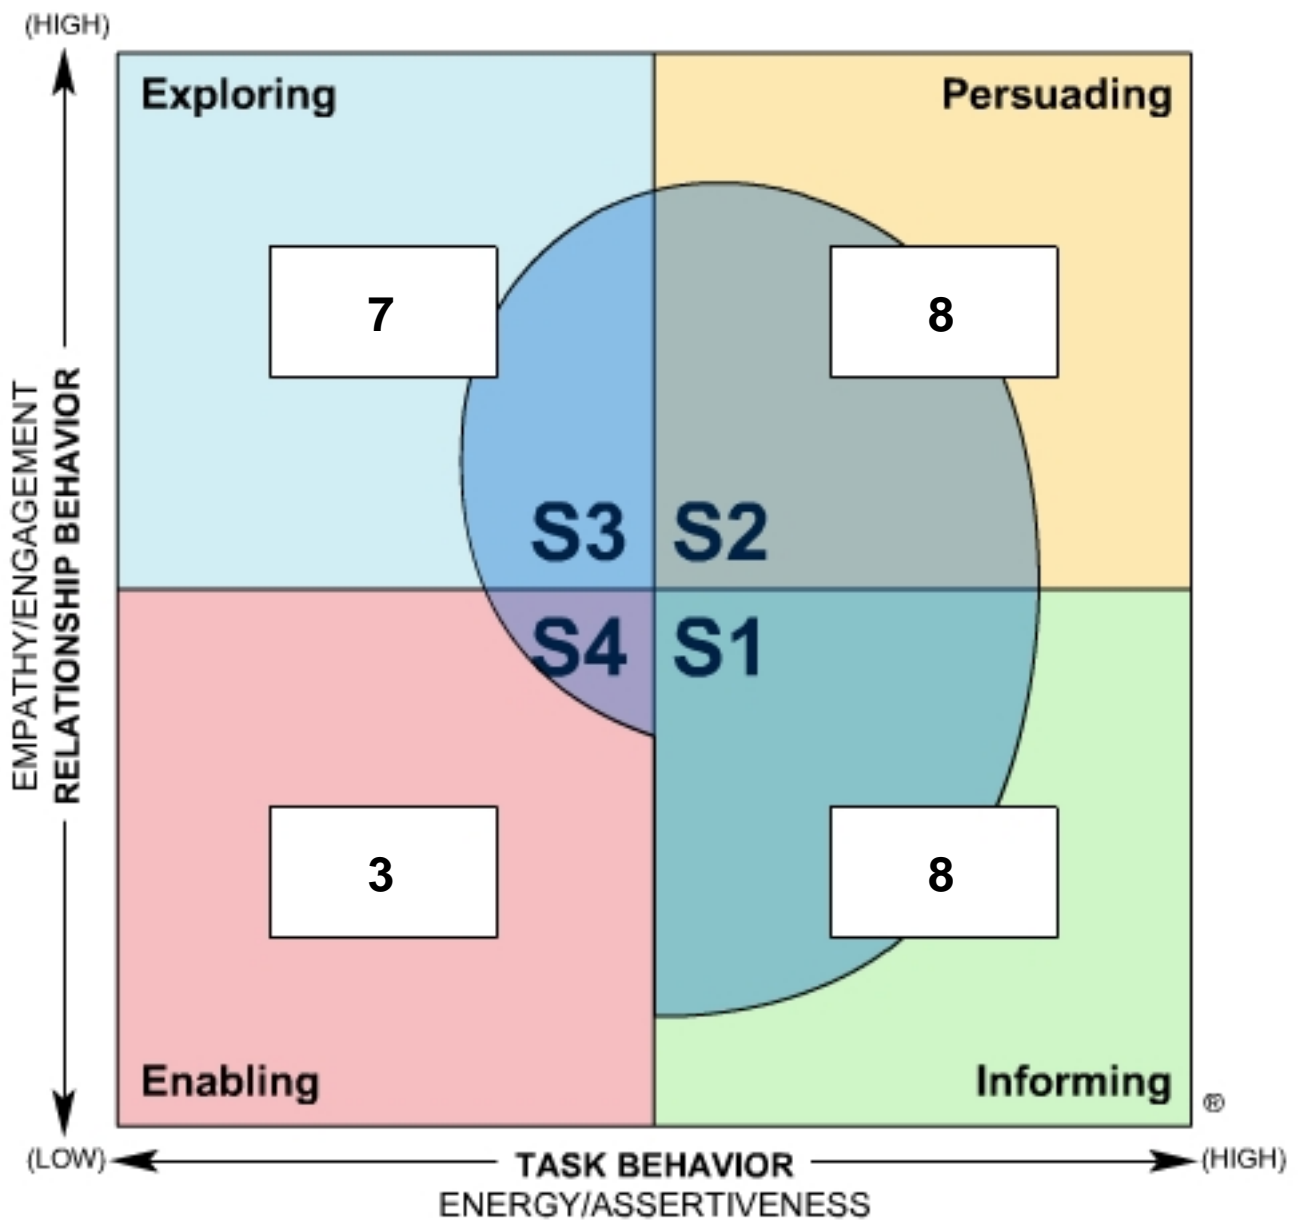 (HIGH)
Exploring
Persuading
7
8
EMPATHY/ENGAGEMENT
RELATIONSHIP BEHAVIOR
S3
S2
S4
S1
3
8
Enabling
Informing
®
(LOW)
TASK BEHAVIOR
(HIGH)
ENERGY/ASSERTIVENESS